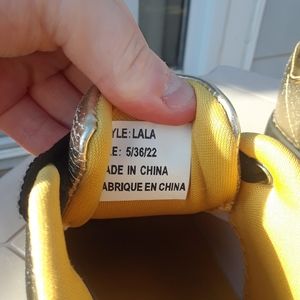 YLE: LALA
E: 5/36/22
ADE IN CHINA
ABRIQUE EN CHINA